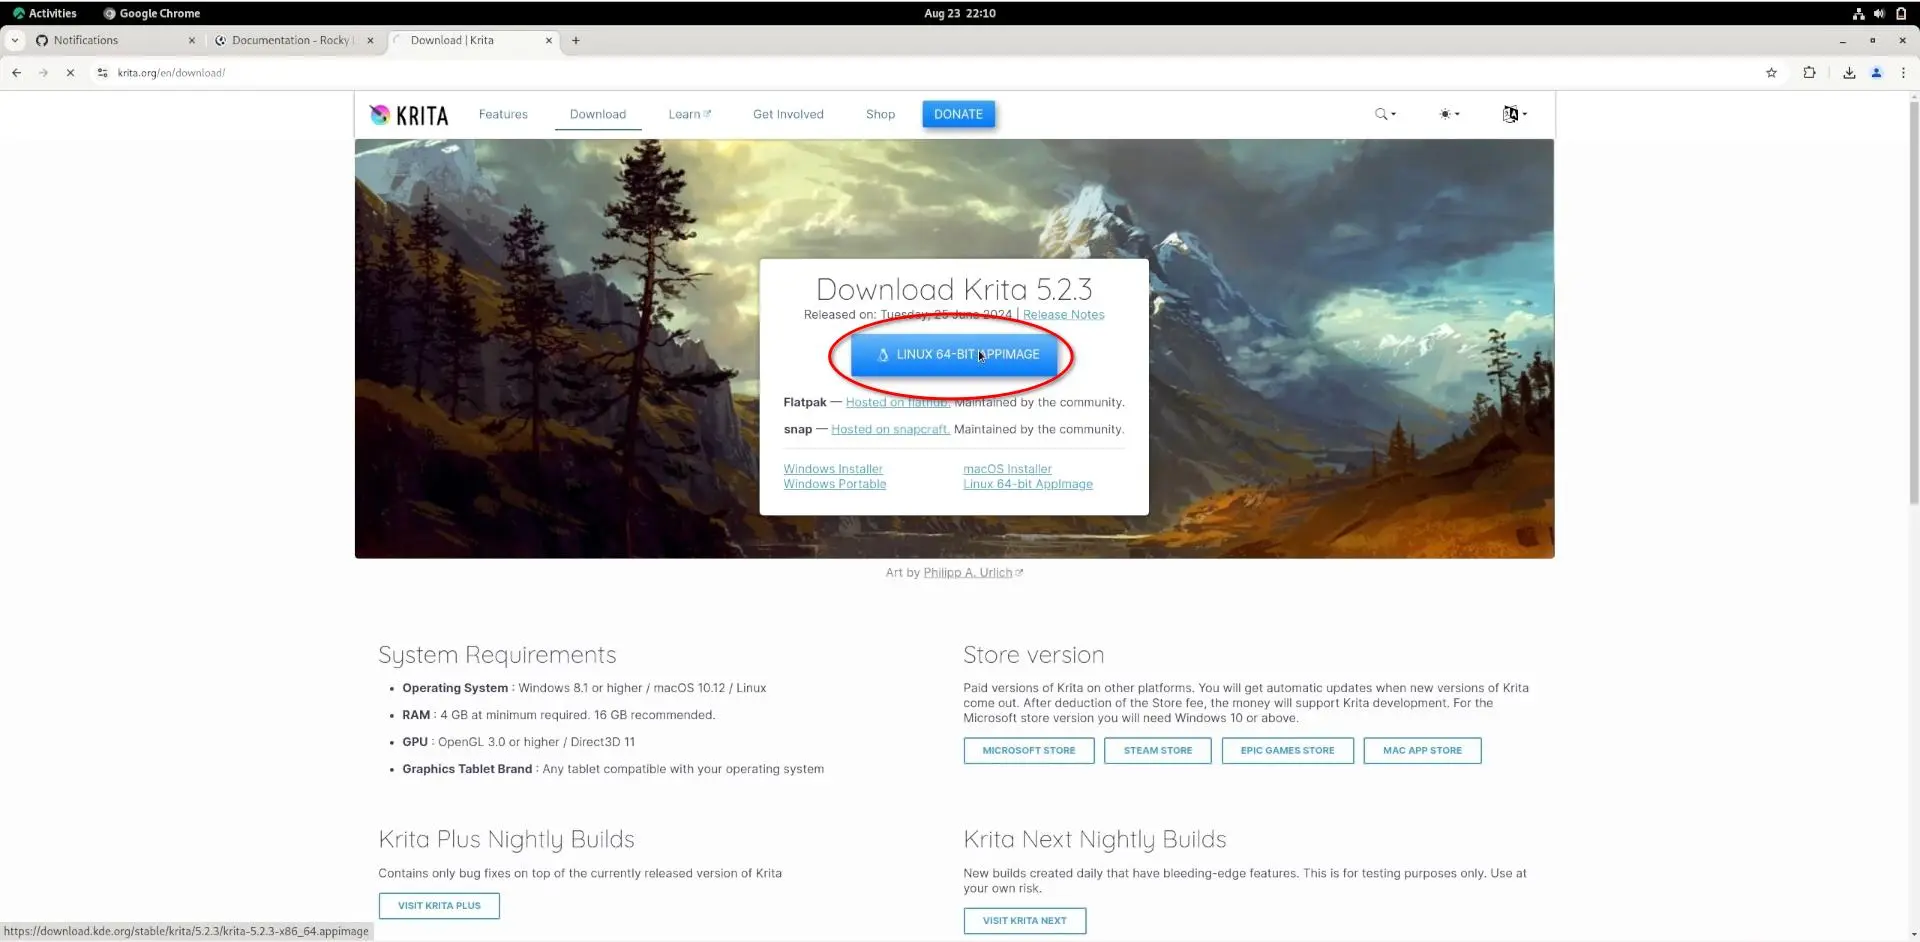 Activities Google Chrome Aug 23 22:10
Notifications Documentation - Rocky Download | Krita
krita.org/en/download/
KRITA Features Download Learn Get Involved Shop DONATE
Download Krita 5.2.3
Released on: Tuesday, 25 June 2024 | Release Notes
LINUX 64-BIT APPIMAGE
Flatpak — Hosted on flathub. Maintained by the community.
snap — Hosted on snapcraft. Maintained by the community.
Windows Installer macOS Installer
Windows Portable Linux 64-bit AppImage
Art by Philipp A. Urlich
System Requirements
• Operating System : Windows 8.1 or higher / macOS 10.12 / Linux
• RAM : 4 GB at minimum required. 16 GB recommended.
• GPU : OpenGL 3.0 or higher / Direct3D 11
• Graphics Tablet Brand : Any tablet compatible with your operating system
Store version
Paid versions of Krita on other platforms. You will get automatic updates when new versions of Krita
come out. After deduction of the Store fee, the money will support Krita development. For the
Microsoft store version you will need Windows 10 or above.
MICROSOFT STORE STEAM STORE EPIC GAMES STORE MAC APP STORE
Krita Plus Nightly Builds
Contains only bug fixes on top of the currently released version of Krita
VISIT KRITA PLUS
Krita Next Nightly Builds
New builds created daily that have bleeding-edge features. This is for testing purposes only. Use at
your own risk.
VISIT KRITA NEXT
https://download.kde.org/stable/krita/5.2.3/krita-5.2.3-x86_64.appimage